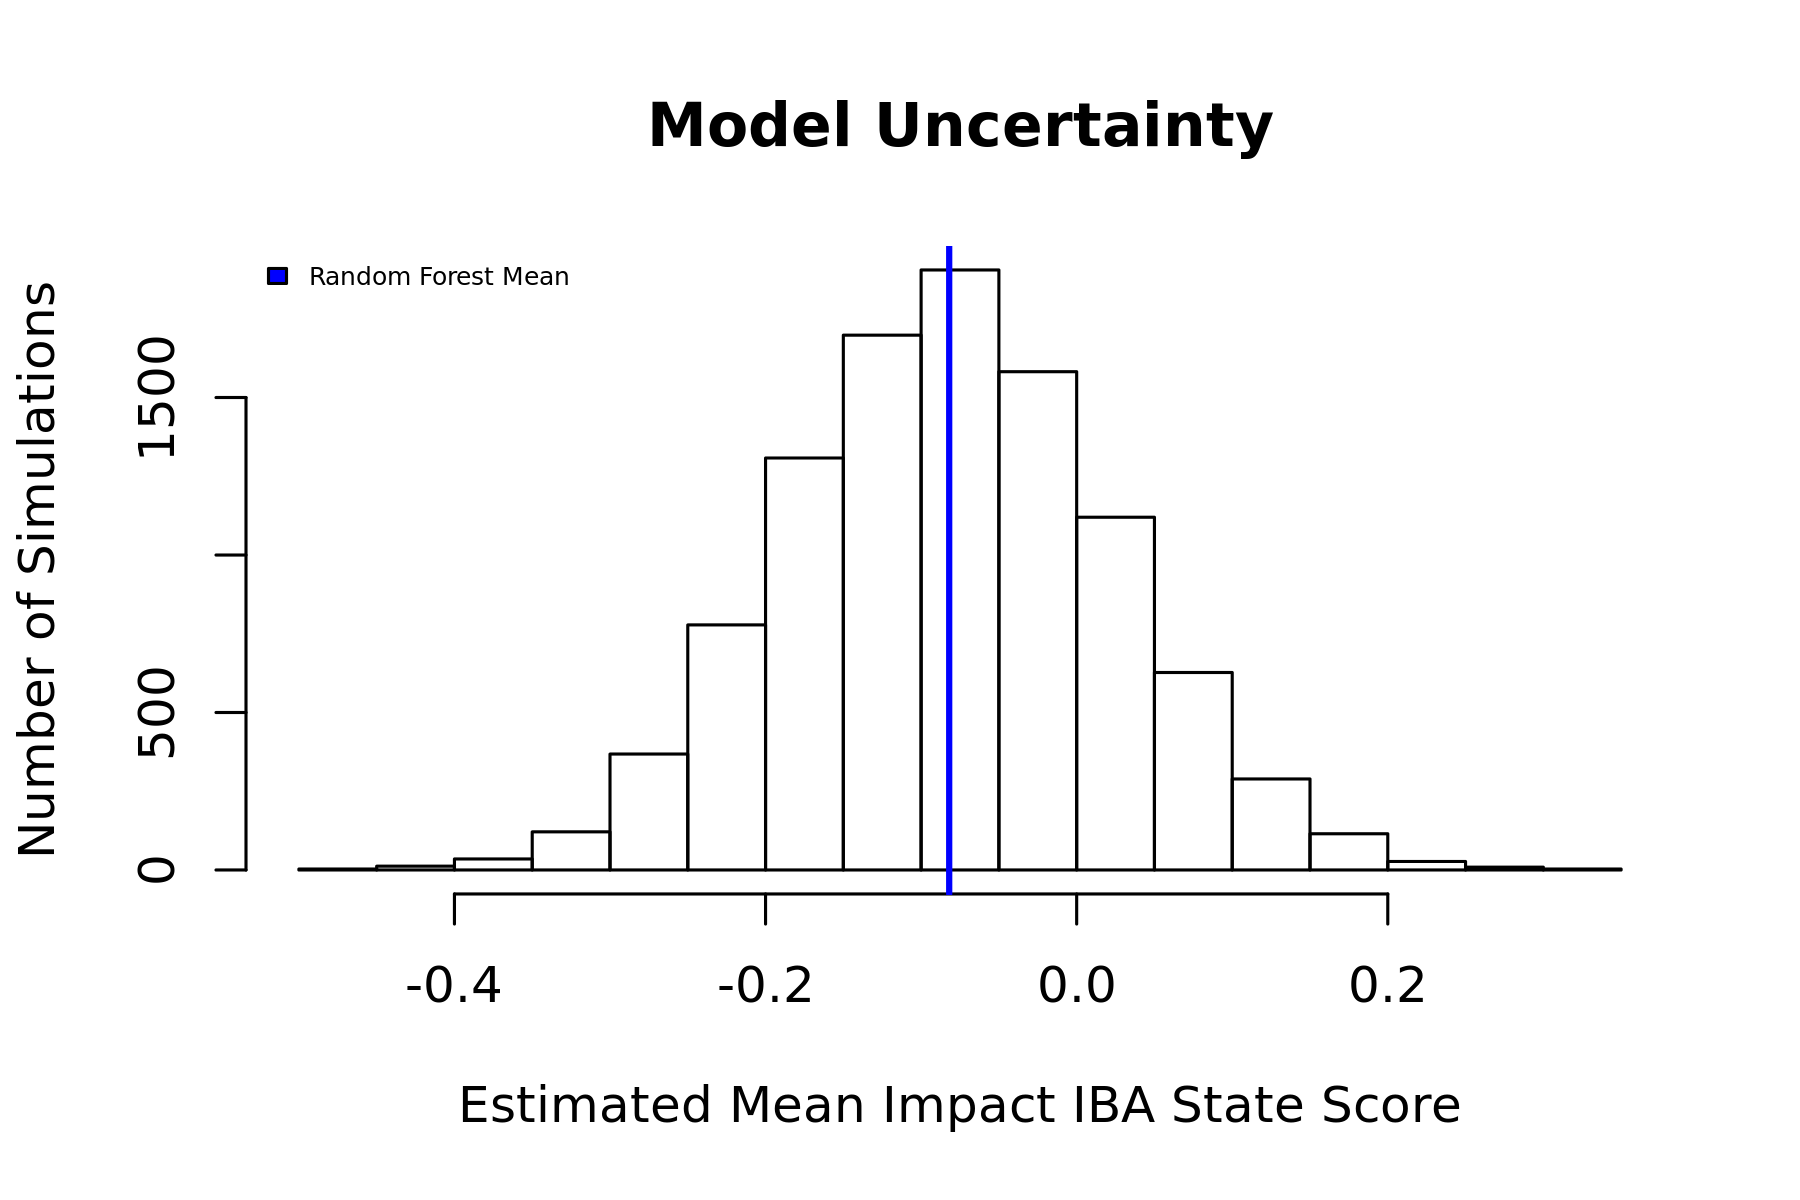 Model Uncertainty
Random Forest Mean
Number of Simulations
1500
500
0
-0.4
-0.2
0.0
0.2
Estimated Mean Impact IBA State Score